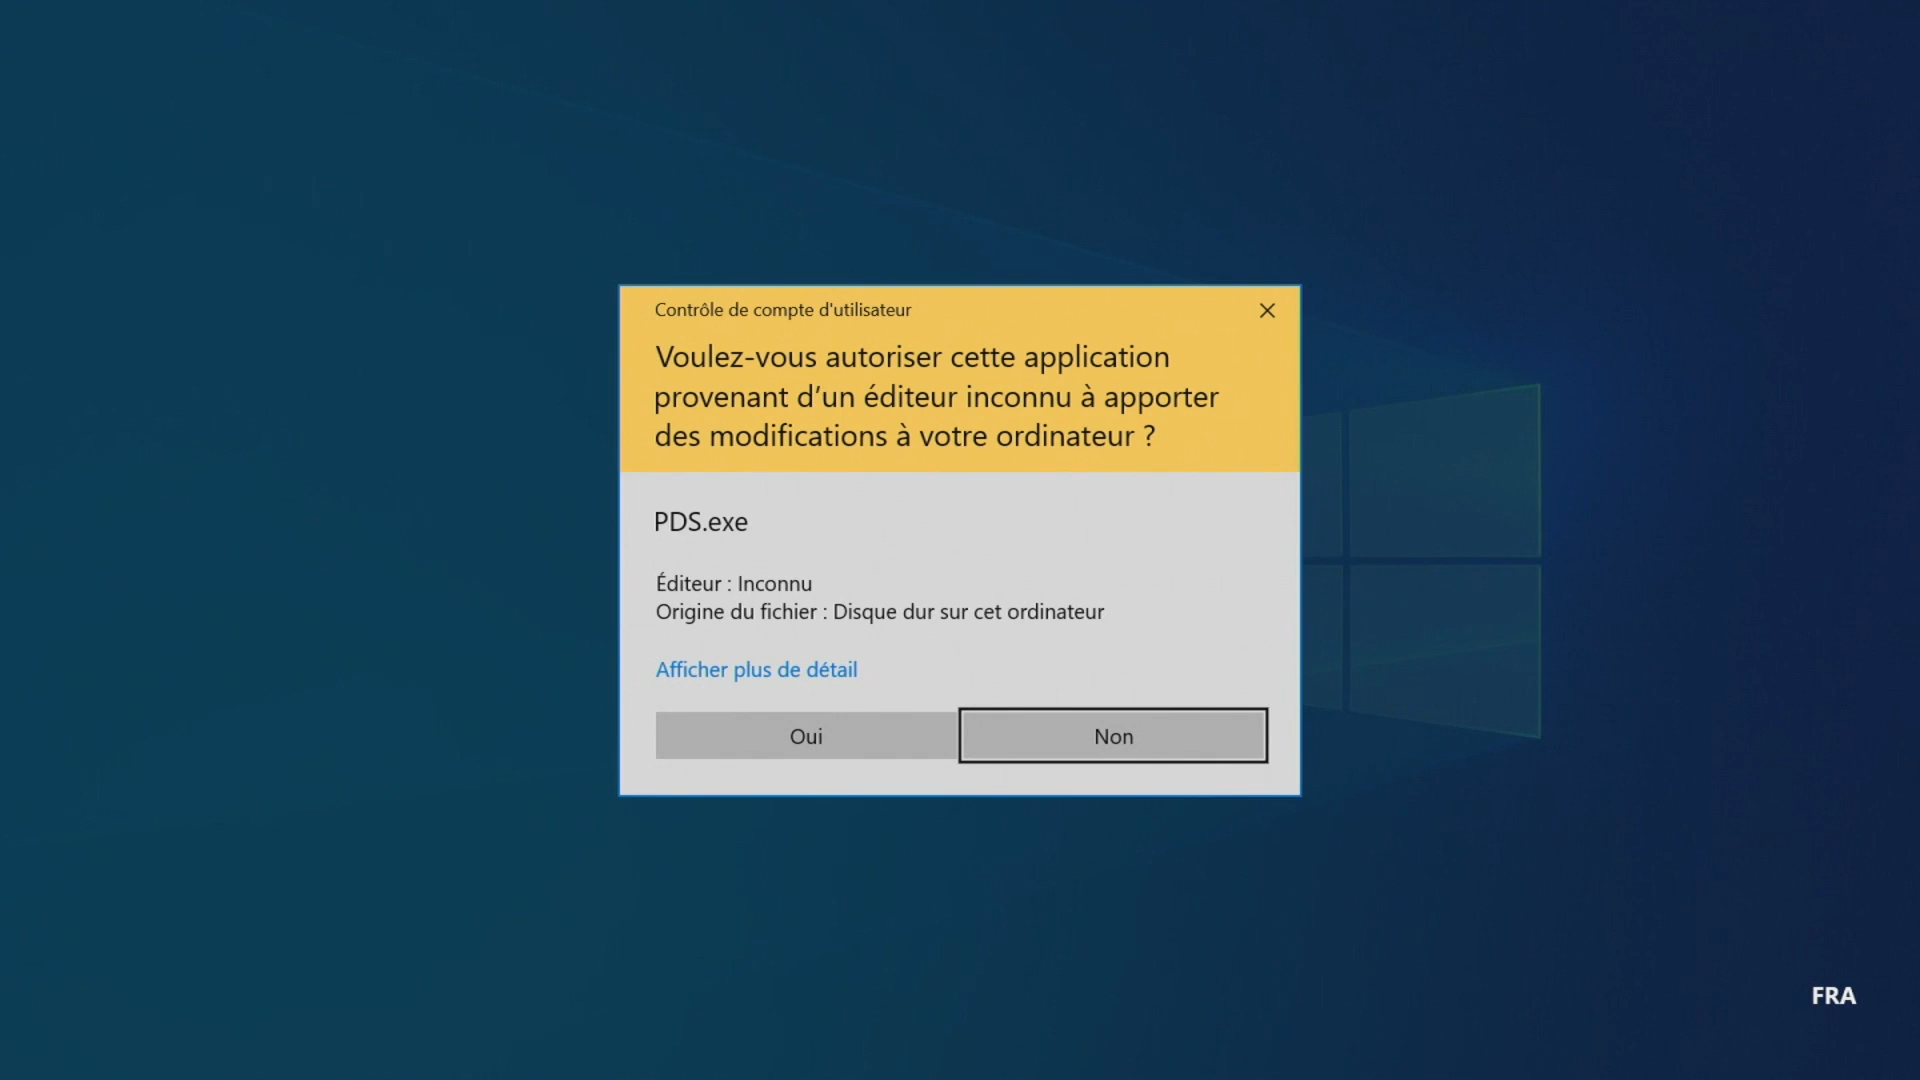 Contrôle de compte d'utilisateur
Voulez-vous autoriser cette application
provenant d’un éditeur inconnu à apporter
des modifications à votre ordinateur ?
PDS.exe
Éditeur : Inconnu
Origine du fichier : Disque dur sur cet ordinateur
Afficher plus de détail
Oui
Non
FRA